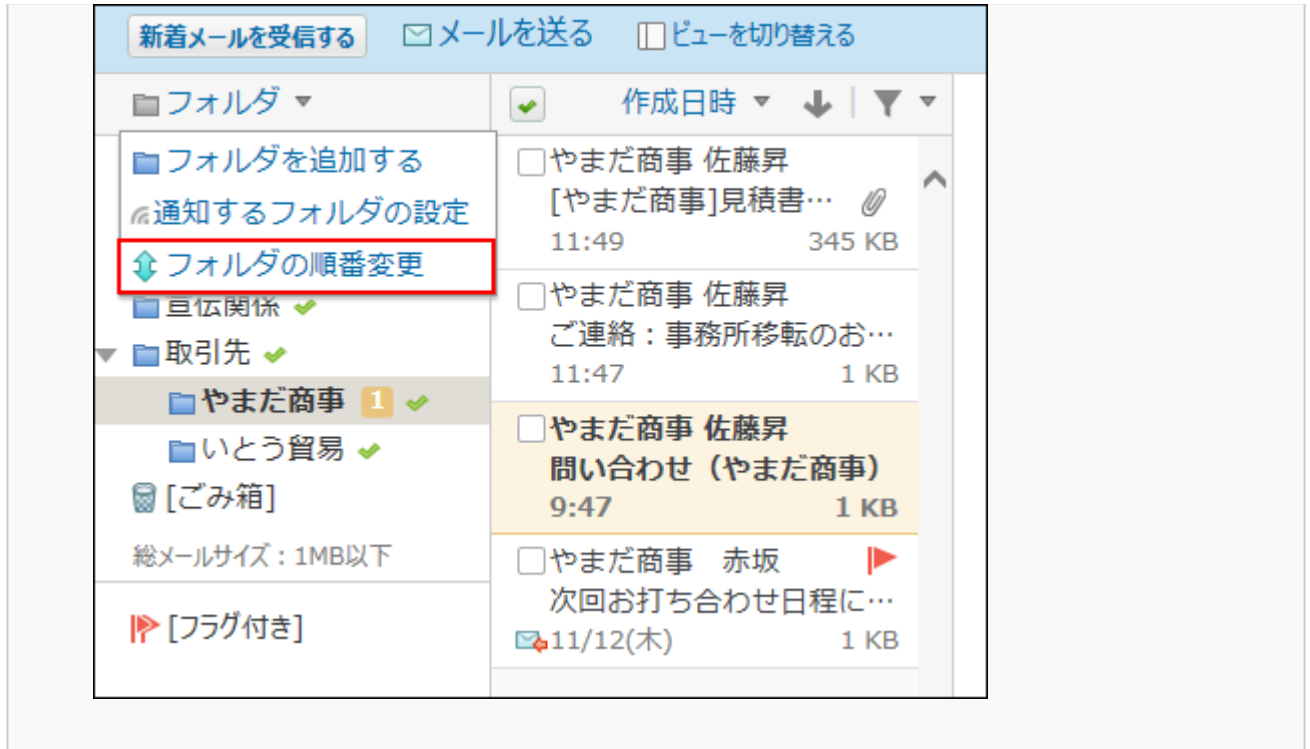 新着メールを受信する
メールを送る
ビューを切り替える
フォルダ
作成日時
フォルダを追加する
通知するフォルダの設定
フォルダの順番変更
宣伝関係
取引先
やまだ商事 1
いとう貿易
[ごみ箱]
総メールサイズ：1MB以下
[フラグ付き]
やまだ商事 佐藤昇
[やまだ商事]見積書…
11:49 345 KB
やまだ商事 佐藤昇
ご連絡：事務所移転のお…
11:47 1 KB
やまだ商事 佐藤昇
問い合わせ（やまだ商事）
9:47 1 KB
やまだ商事　赤坂
次回お打ち合わせ日程に…
11/12(木) 1 KB